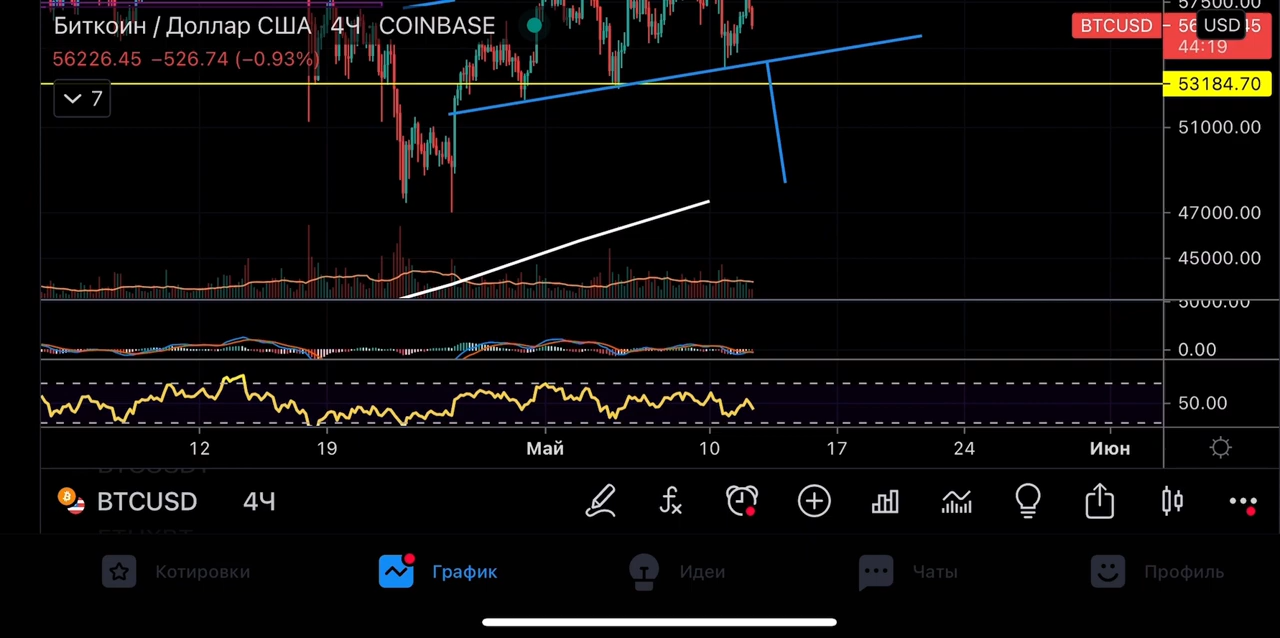 57500.00
Биткоин / Доллар США 4Ч COINBASE
BTCUSD
USD
56226.45 −526.74 (−0.93%)
44:19
53184.70
7
51000.00
47000.00
45000.00
5000.00
0.00
50.00
12 19 Май 10 17 24 Июн
BTCUSD 4Ч
Котировки График Идеи Чаты Профиль